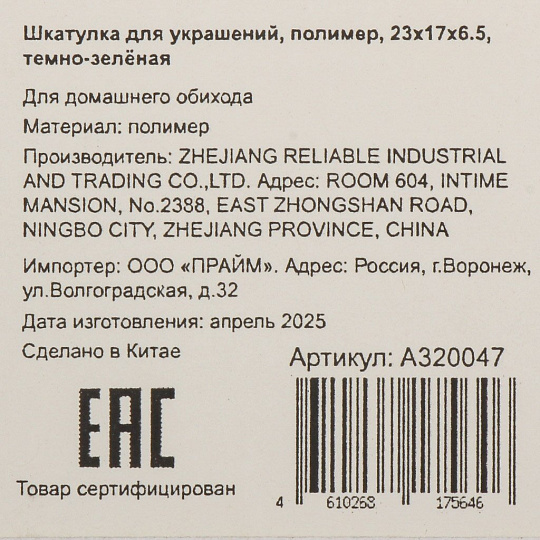 Шкатулка для украшений, полимер, 23х17х6.5,
темно-зелёная
Для домашнего обихода
Материал: полимер
Производитель: ZHEJIANG RELIABLE INDUSTRIAL
AND TRADING CO.,LTD. Адрес: ROOM 604, INTIME
MANSION, No.2388, EAST ZHONGSHAN ROAD,
NINGBO CITY, ZHEJIANG PROVINCE, CHINA
Импортер: ООО «ПРАЙМ». Адрес: Россия, г.Воронеж,
ул.Волгоградская, д.32
Дата изготовления: апрель 2025
Сделано в Китае
Артикул: А320047
EAC
Товар сертифицирован
4 610268 175646